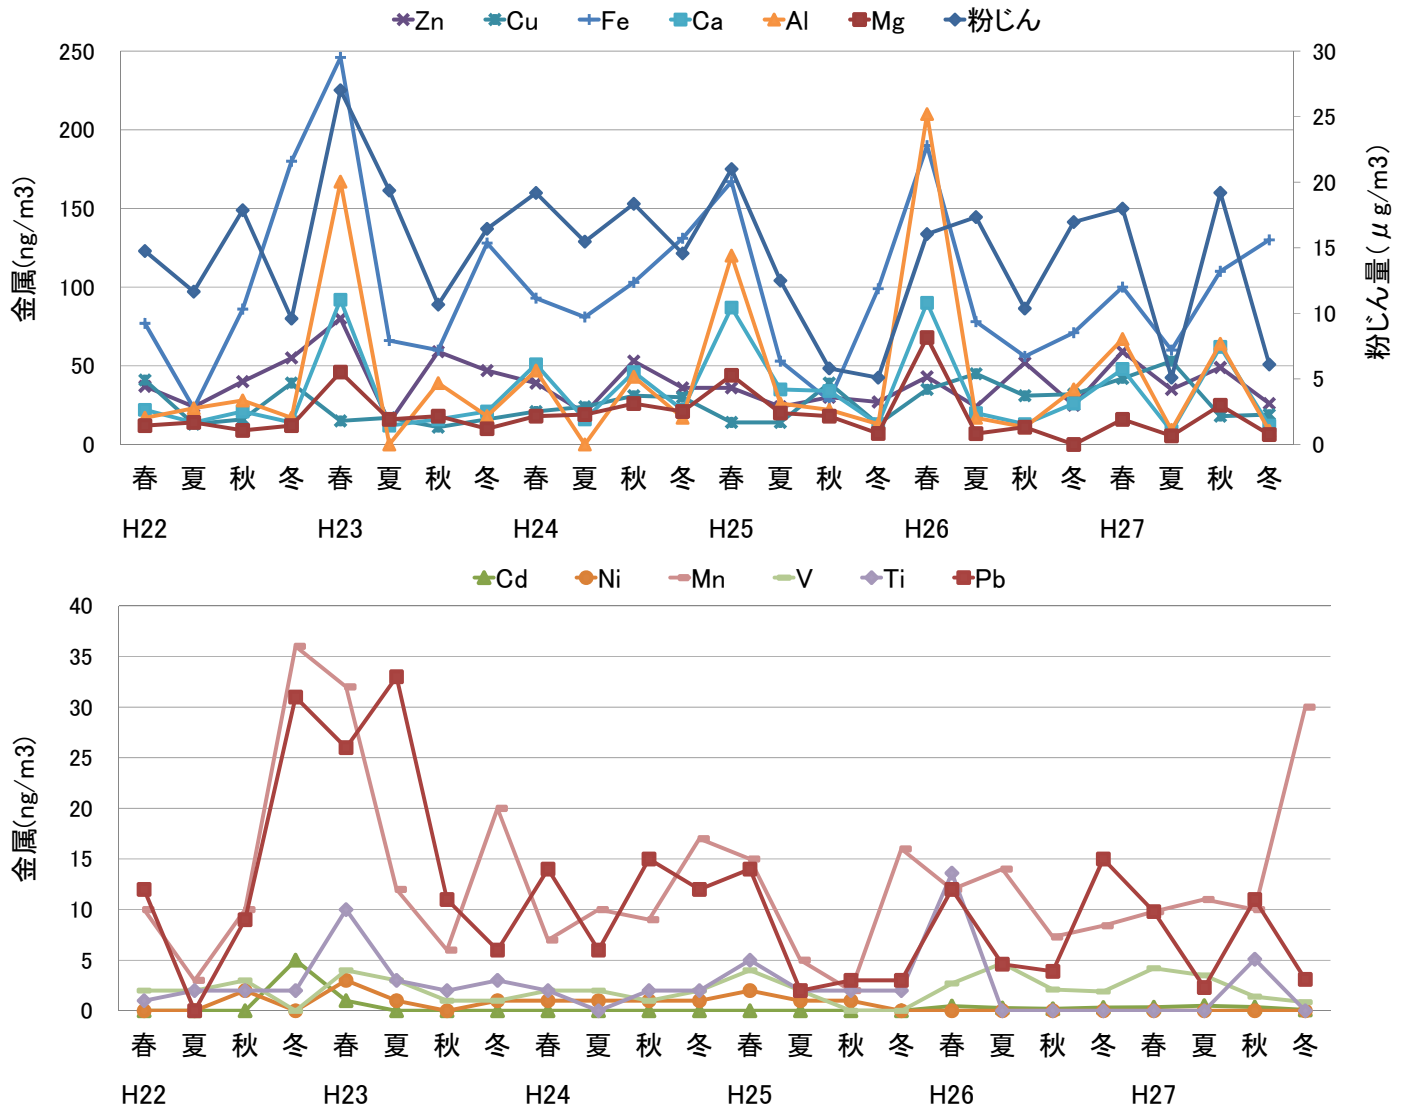 Zn Cu Fe Ca Al Mg 粉じん
250 30
25
200
20
150
15
100
10
50
5
0 0
金属(ng/m3)
粉じん量(μg/m3)
春 夏 秋 冬 春 夏 秋 冬 春 夏 秋 冬 春 夏 秋 冬 春 夏 秋 冬 春 夏 秋 冬
H22 H23 H24 H25 H26 H27
Cd Ni Mn V Ti Pb
40
35
30
25
20
15
10
5
0
金属(ng/m3)
春 夏 秋 冬 春 夏 秋 冬 春 夏 秋 冬 春 夏 秋 冬 春 夏 秋 冬 春 夏 秋 冬
H22 H23 H24 H25 H26 H27